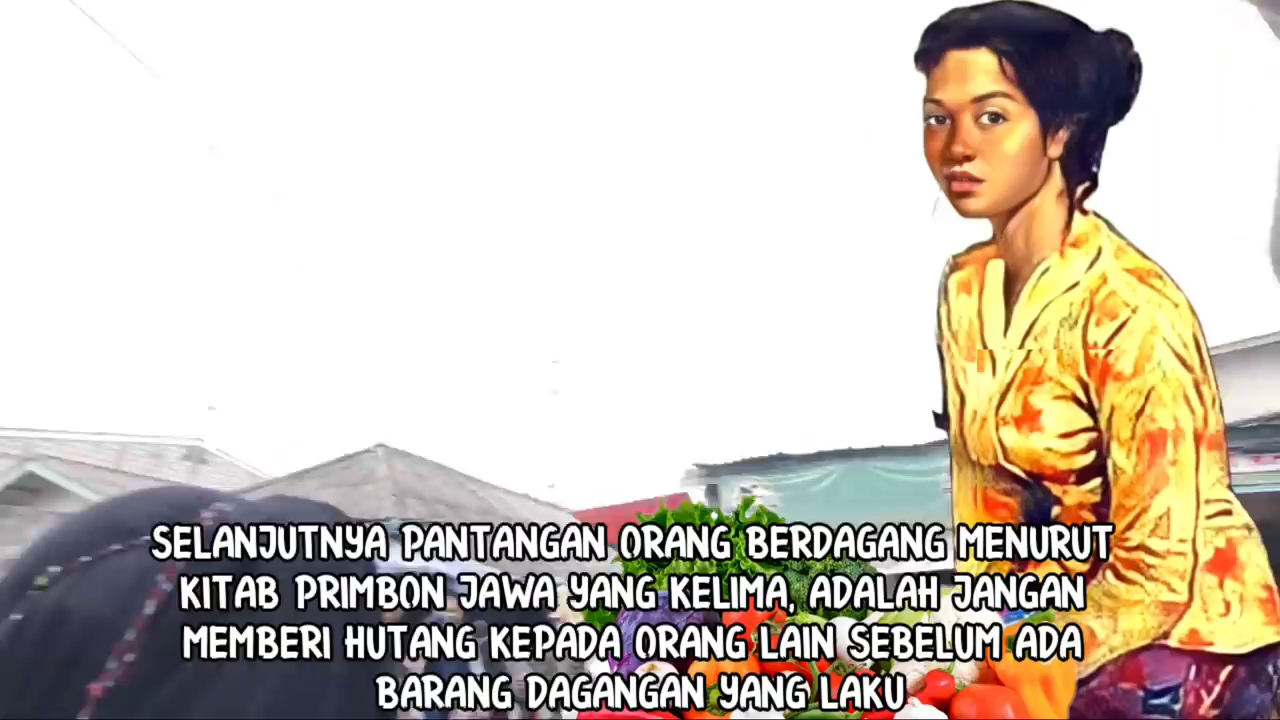 SELANJUTNYA PANTANGAN ORANG BERDAGANG MENURUT
KITAB PRIMBON JAWA YANG KELIMA, ADALAH JANGAN
MEMBERI HUTANG KEPADA ORANG LAIN SEBELUM ADA
BARANG DAGANGAN YANG LAKU